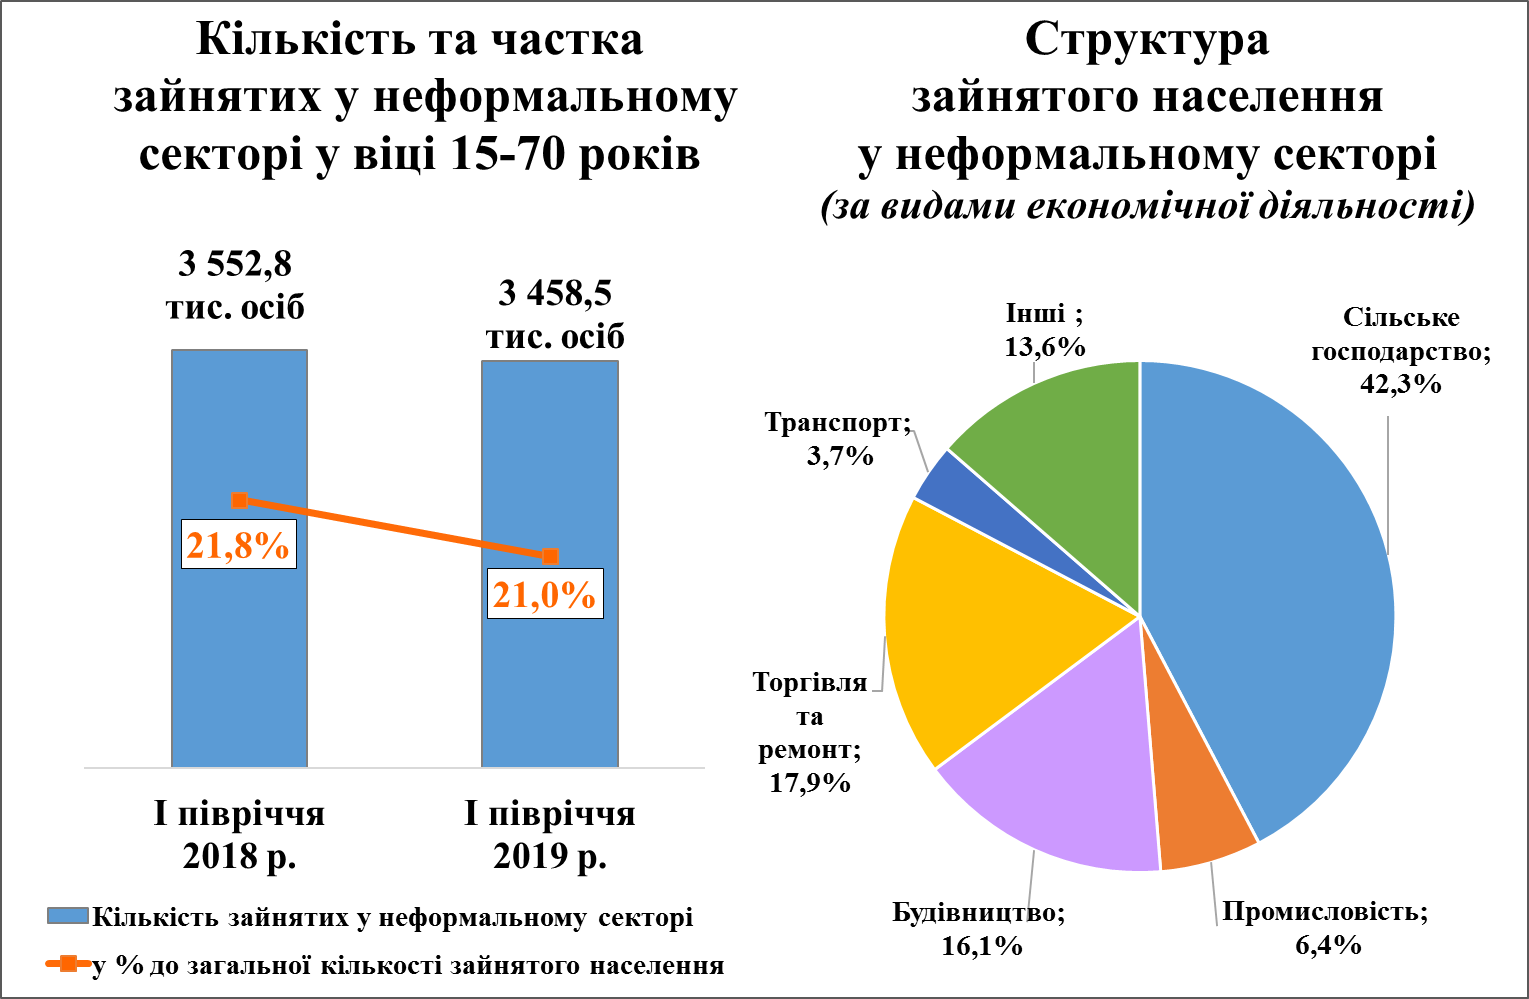 Кількість та частка
зайнятих у неформальному
секторі у віці 15-70 років
3 552,8
тис. осіб
3 458,5
тис. осіб
21,8%
21,0%
І півріччя
2018 р.
І півріччя
2019 р.
Кількість зайнятих у неформальному секторі
у % до загальної кількості зайнятого населення
Структура
зайнятого населення
у неформальному секторі
(за видами економічної діяльності)
Інші ;
13,6%
Сільське
господарство;
42,3%
Транспорт;
3,7%
Торгівля
та
ремонт;
17,9%
Будівництво;
16,1%
Промисловість;
6,4%